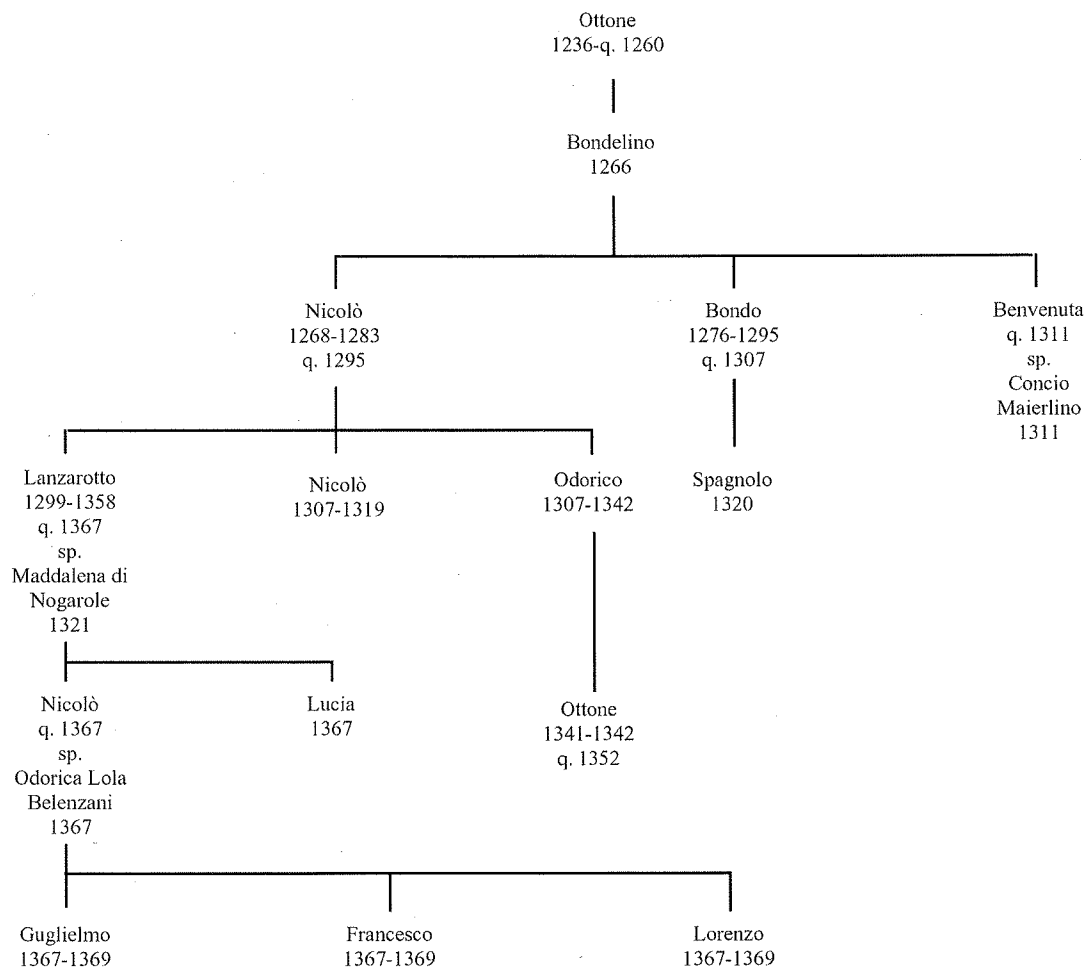 Ottone
1236-q. 1260
Bondelino
1266
Nicolò
1268-1283
q. 1295
Bondo
1276-1295
q. 1307
Benvenuta
q. 1311
sp.
Concio
Maierlino
1311
Lanzarotto
1299-1358
q. 1367
sp.
Maddalena di
Nogarole
1321
Nicolò
1307-1319
Odorico
1307-1342
Spagnolo
1320
Nicolò
q. 1367
sp.
Odorica Lola
Belenzani
1367
Lucia
1367
Ottone
1341-1342
q. 1352
Guglielmo
1367-1369
Francesco
1367-1369
Lorenzo
1367-1369